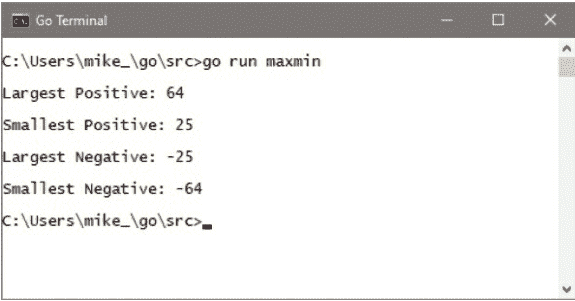 Go Terminal
C:\Users\mike_\go\src>go run maxmin
Largest Positive: 64
Smallest Positive: 25
Largest Negative: -25
Smallest Negative: -64
C:\Users\mike_\go\src>